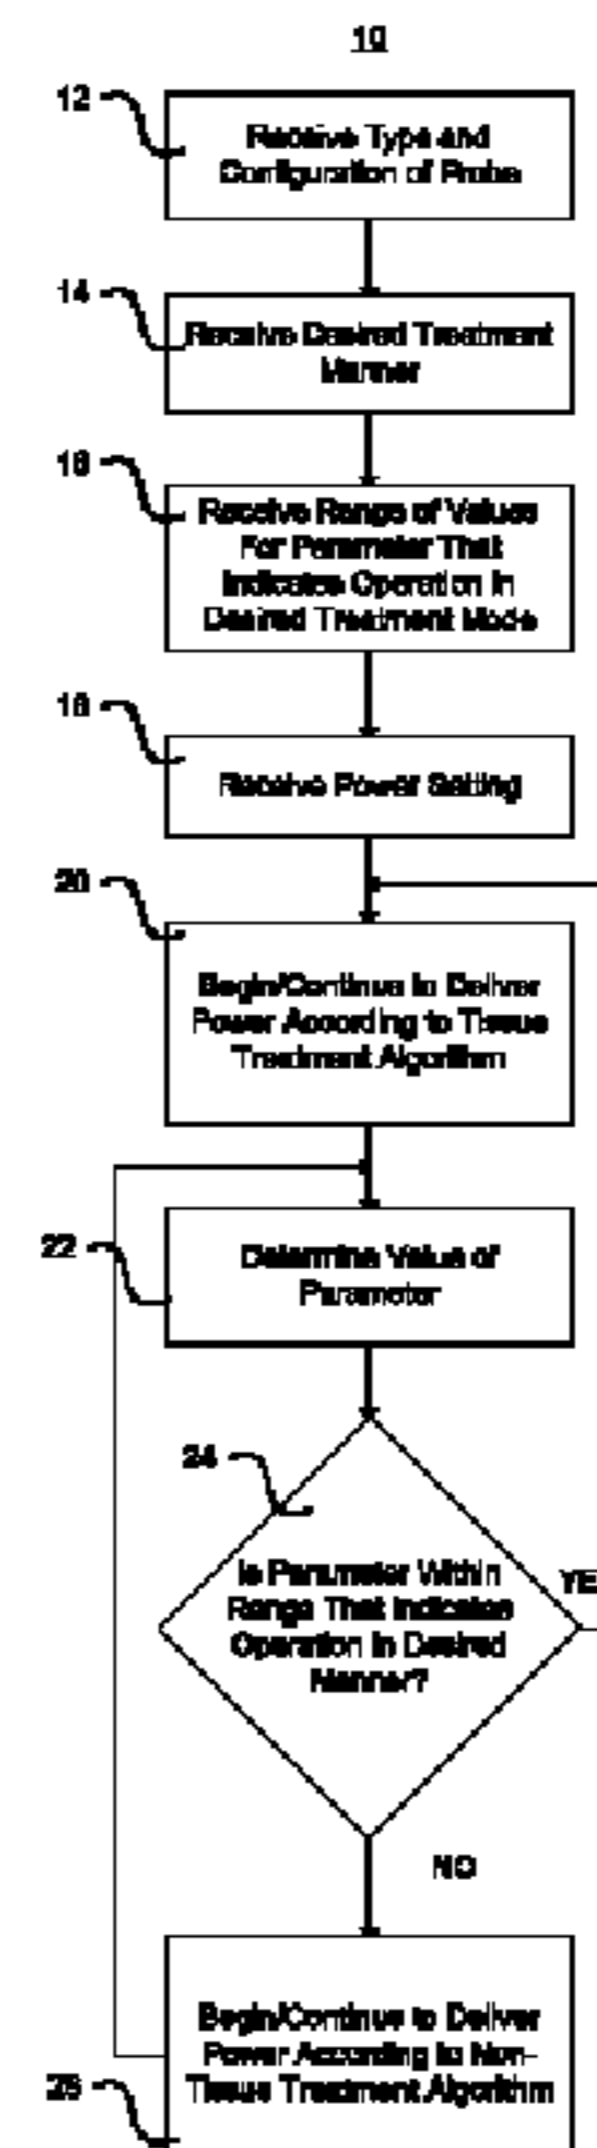 10
12
Receive Type and
Configuration of Probe
14
Receive Desired Treatment
Manner
16
Receive Range of Values
For Parameter That
Indicates Operation in
Desired Treatment Mode
18
Receive Power Setting
20
Begin/Continue to Deliver
Power According to Tissue
Treatment Algorithm
22
Determine Value of
Parameter
24
Is Parameter Within
Range That Indicates
Operation in Desired
Manner?
YE
NO
Begin/Continue to Deliver
Power According to Non-
Tissue Treatment Algorithm